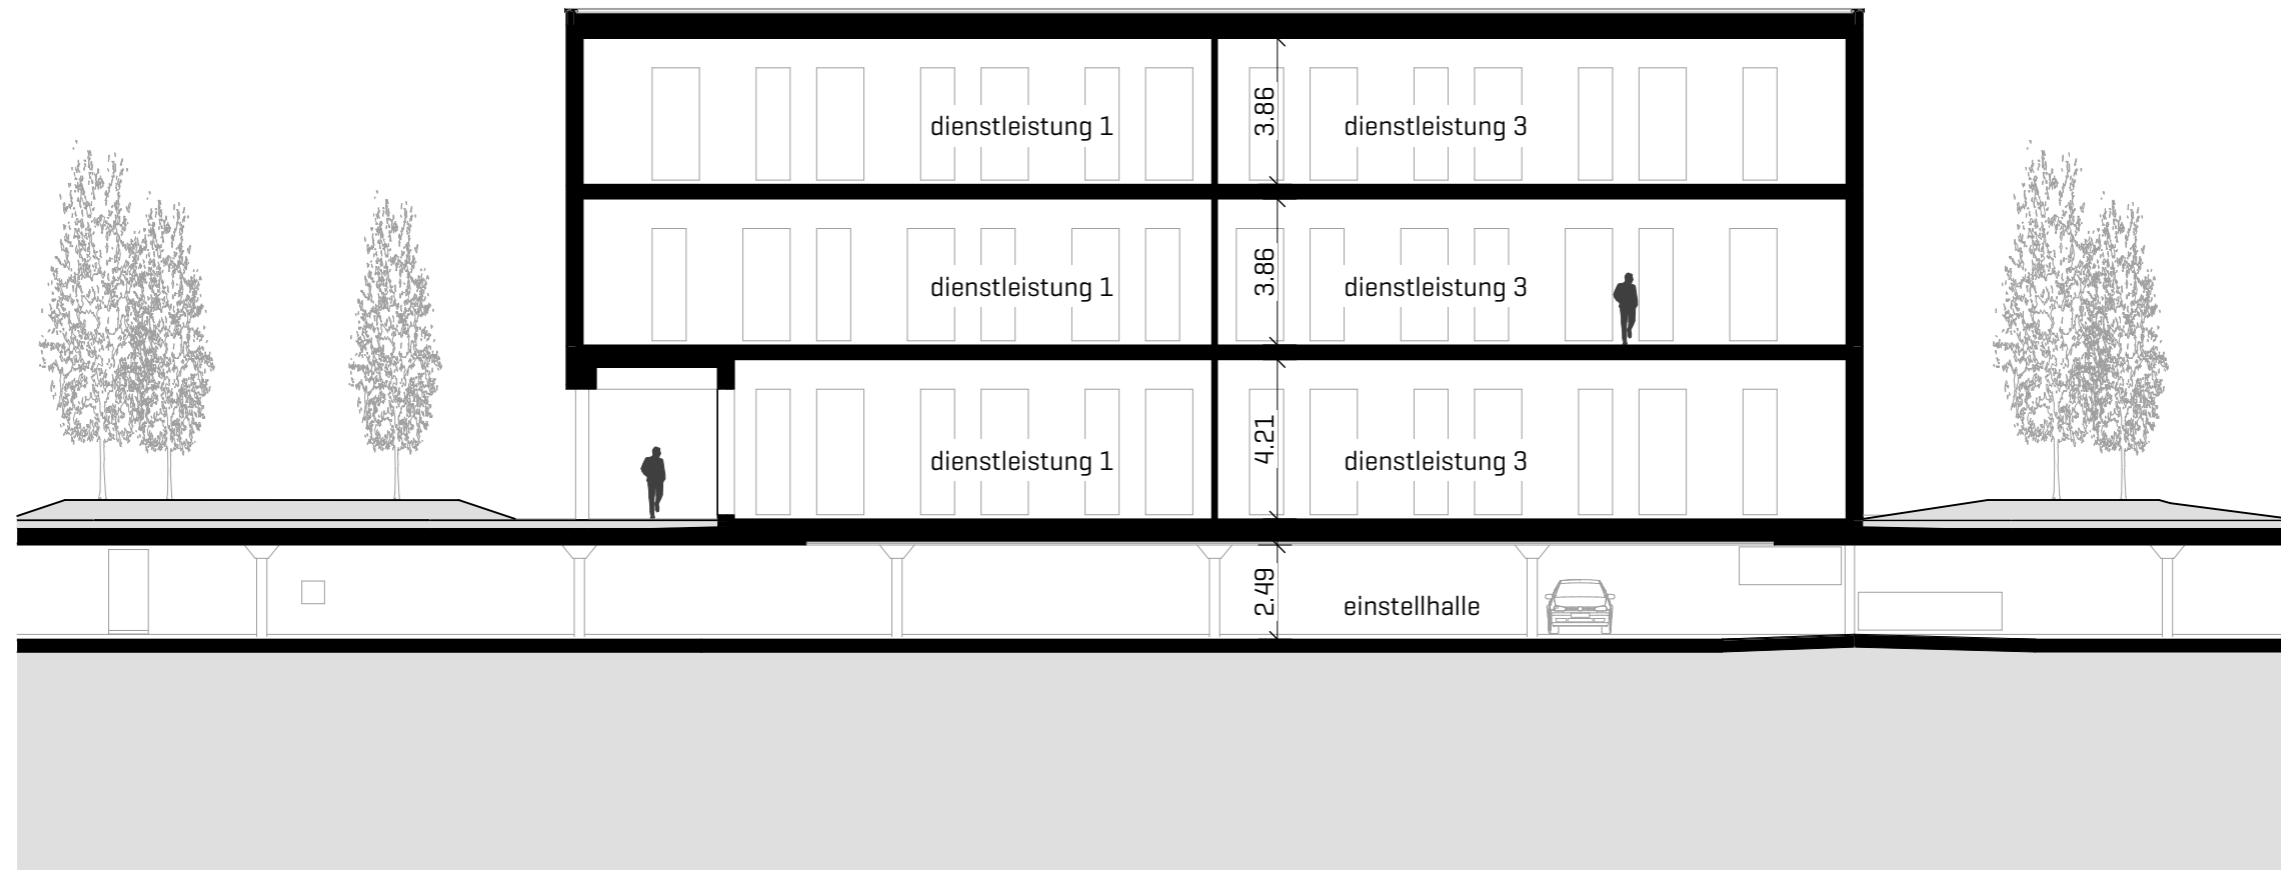 dienstleistung 1
3.86
dienstleistung 3
dienstleistung 1
3.86
dienstleistung 3
dienstleistung 1
4.21
dienstleistung 3
2.49
einstellhalle